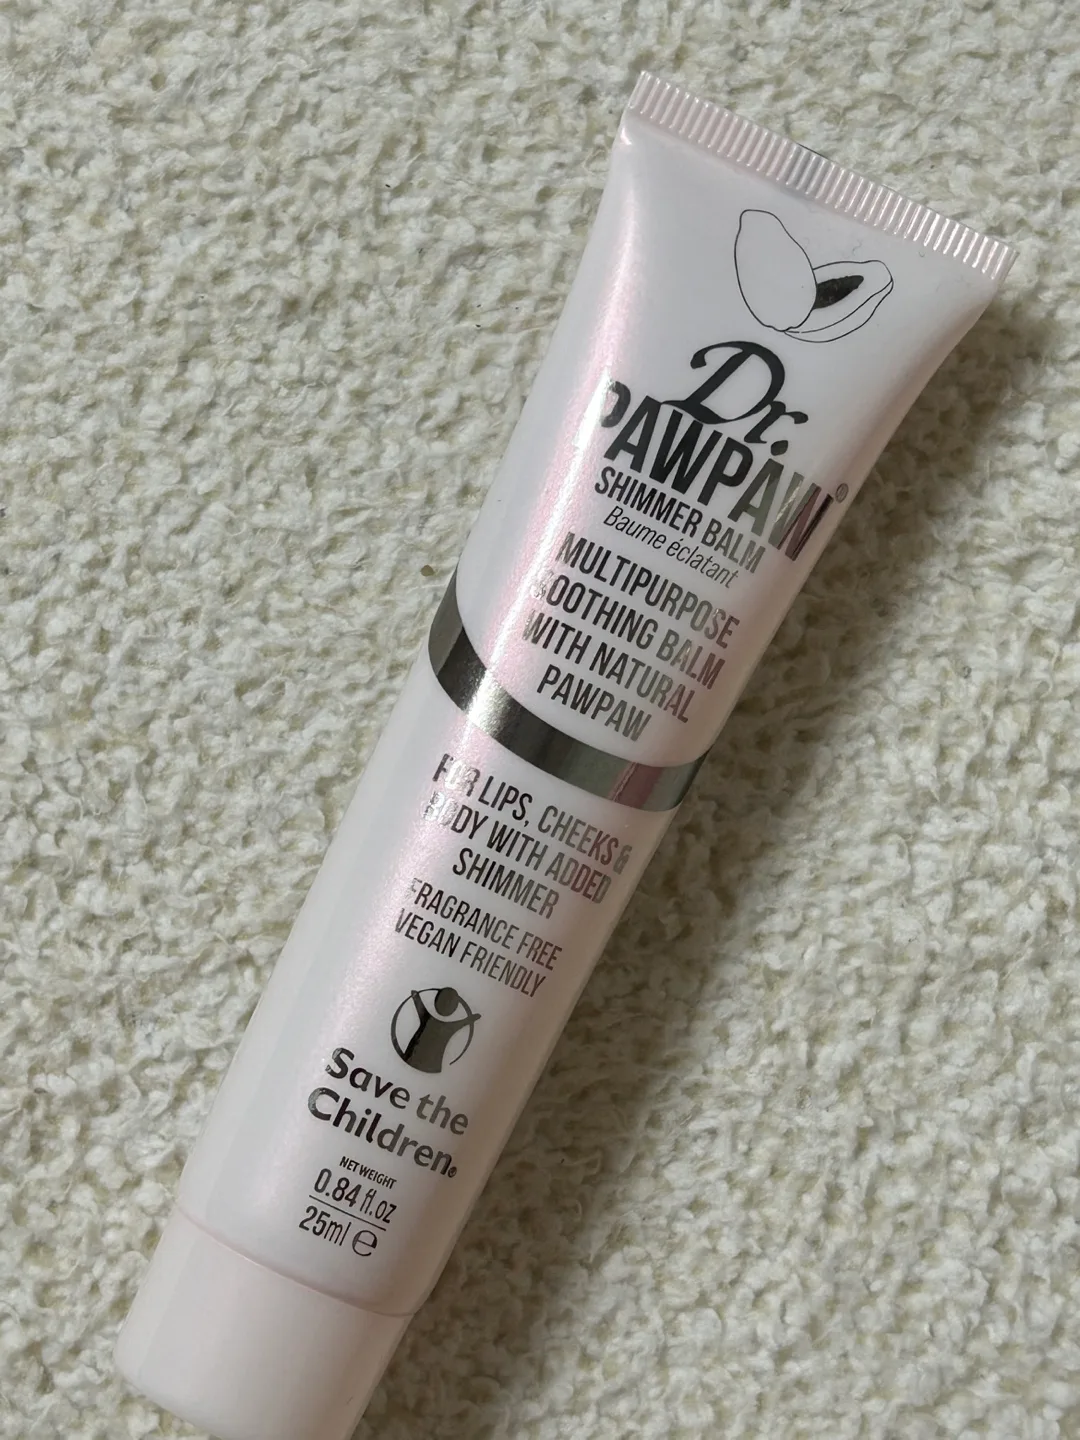 Dr.
PAWPAW®
SHIMMER BALM
Baume éclatant
MULTIPURPOSE
SOOTHING BALM
WITH NATURAL
PAWPAW
FOR LIPS, CHEEKS &
BODY WITH ADDED
SHIMMER
FRAGRANCE FREE
VEGAN FRIENDLY
Save the
Children®
NET WEIGHT
0.84 fl.oz
25ml ℮